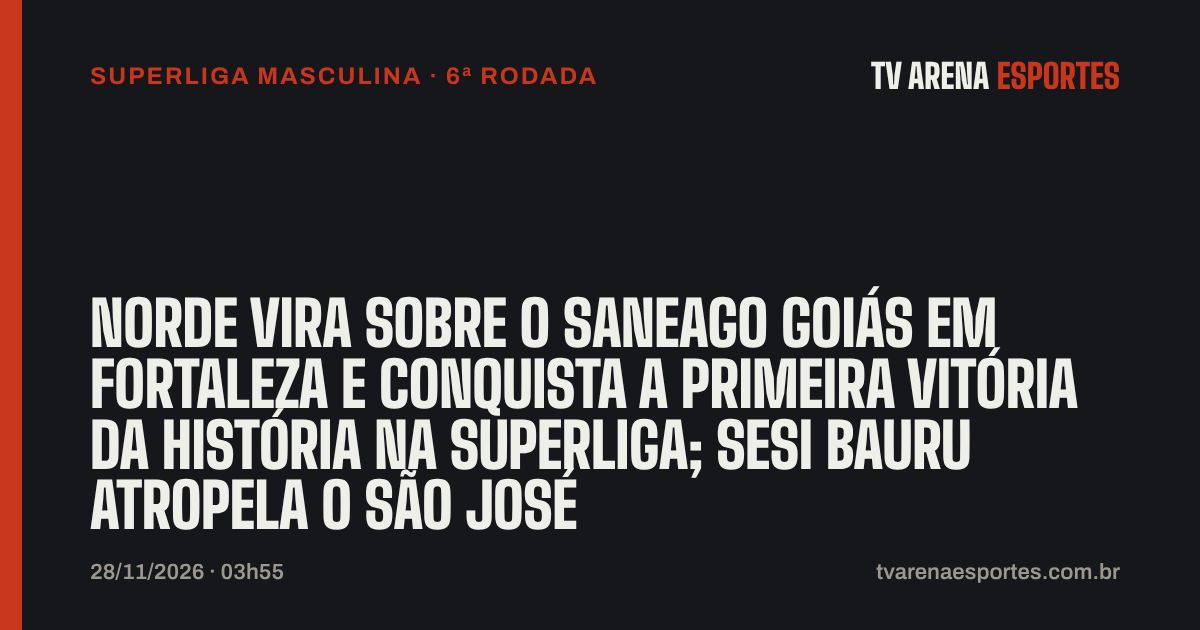 SUPERLIGA MASCULINA · 6ª RODADA
TV ARENA ESPORTES
NORDE VIRA SOBRE O SANEAGO GOIÁS EM
FORTALEZA E CONQUISTA A PRIMEIRA VITÓRIA
DA HISTÓRIA NA SUPERLIGA; SESI BAURU
ATROPELA O SÃO JOSÉ
28/11/2026 · 03h55
tvarenaesportes.com.br